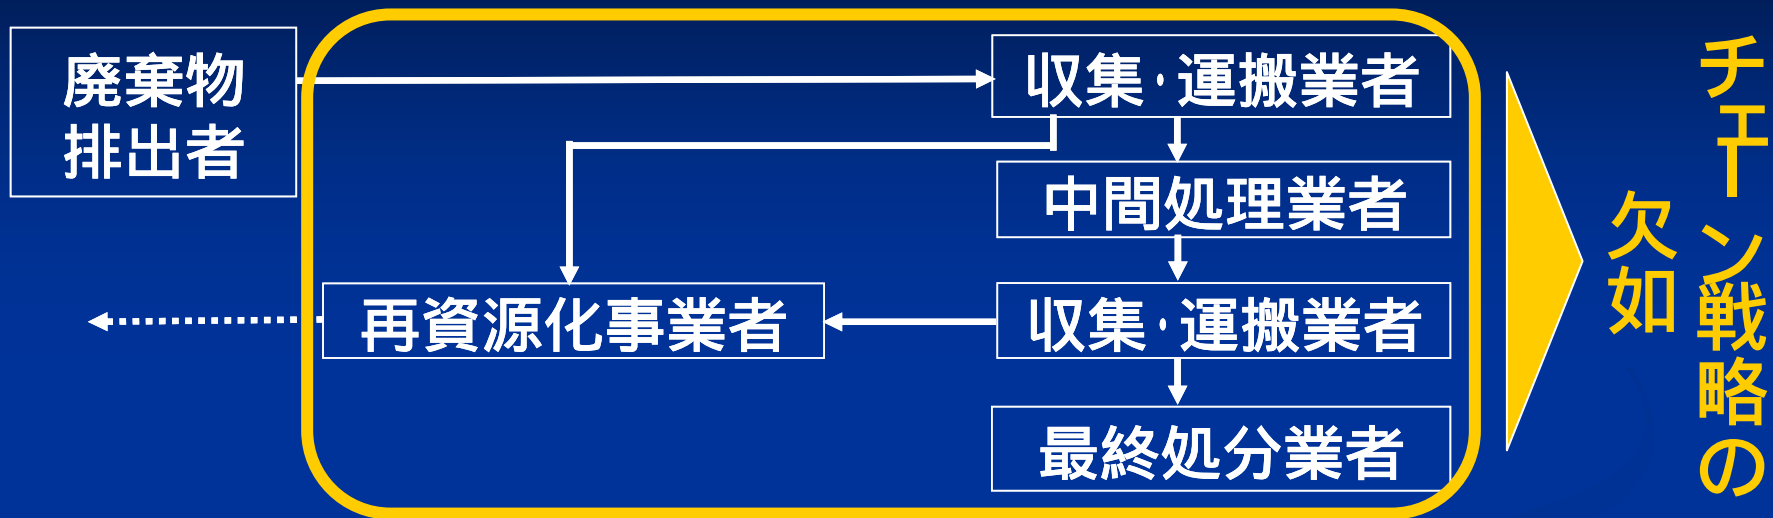 廃棄物
排出者
収集・運搬業者
中間処理業者
再資源化事業者
収集・運搬業者
最終処分業者
チェーン戦略の
欠如